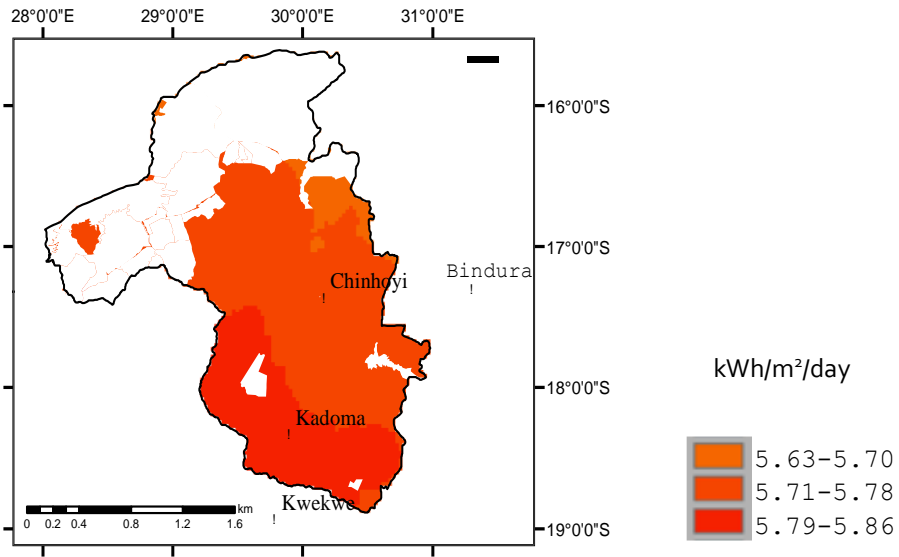 28°0'0"E 29°0'0"E 30°0'0"E 31°0'0"E
16°0'0"S
17°0'0"S
Bindura
!
Chinhoyi
!
kWh/m²/day
18°0'0"S
Kadoma
!
5.63-5.70
5.71-5.78
Kwekwe
!
km
0 0.2 0.4 0.8 1.2 1.6
5.79-5.86
19°0'0"S